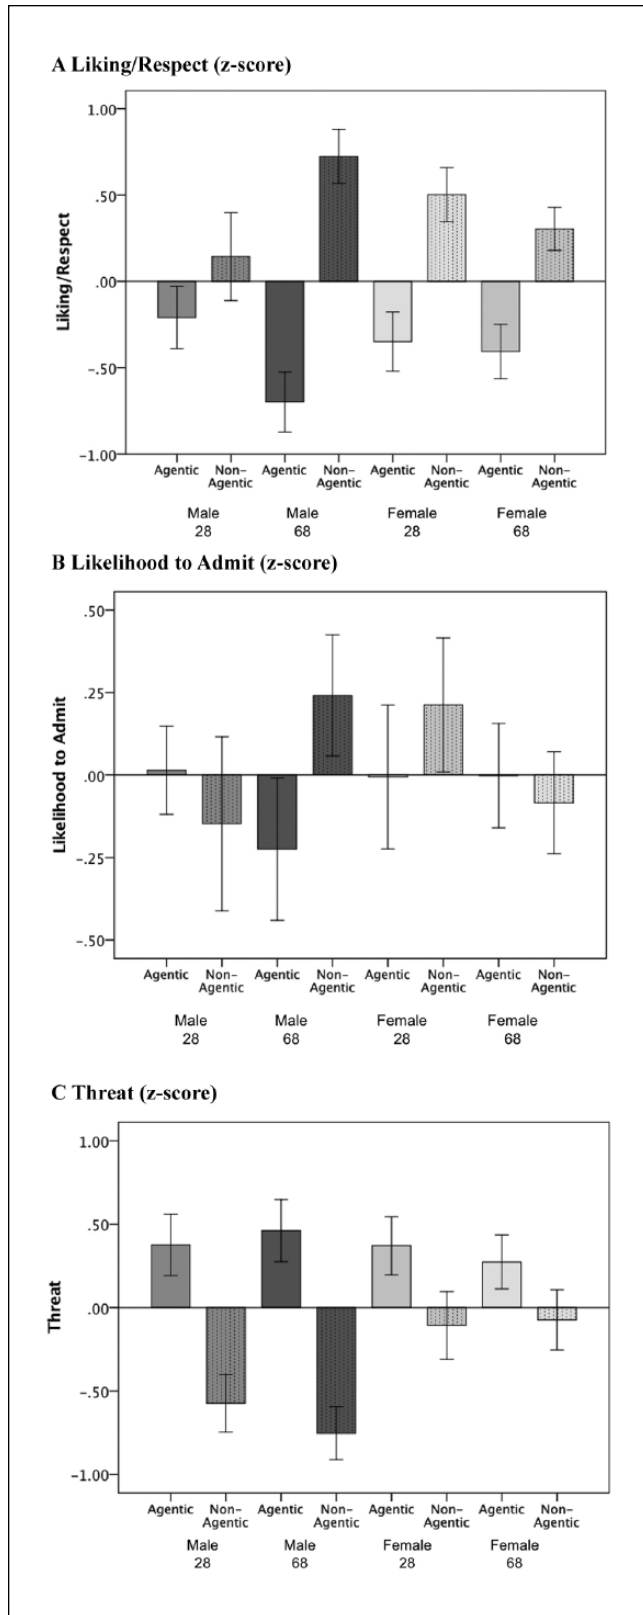 A Liking/Respect (z-score)
1.00
.50
.00
-.50
-1.00
Liking/Respect
Agentic Non-Agentic Agentic Non-Agentic Agentic Non-Agentic Agentic Non-Agentic
Male Male Female Female
28 68 28 68
B Likelihood to Admit (z-score)
.50
.25
.00
-.25
-.50
Likelihood to Admit
Agentic Non-Agentic Agentic Non-Agentic Agentic Non-Agentic Agentic Non-Agentic
Male Male Female Female
28 68 28 68
C Threat (z-score)
1.00
.50
.00
-.50
-1.00
Threat
Agentic Non-Agentic Agentic Non-Agentic Agentic Non-Agentic Agentic Non-Agentic
Male Male Female Female
28 68 28 68